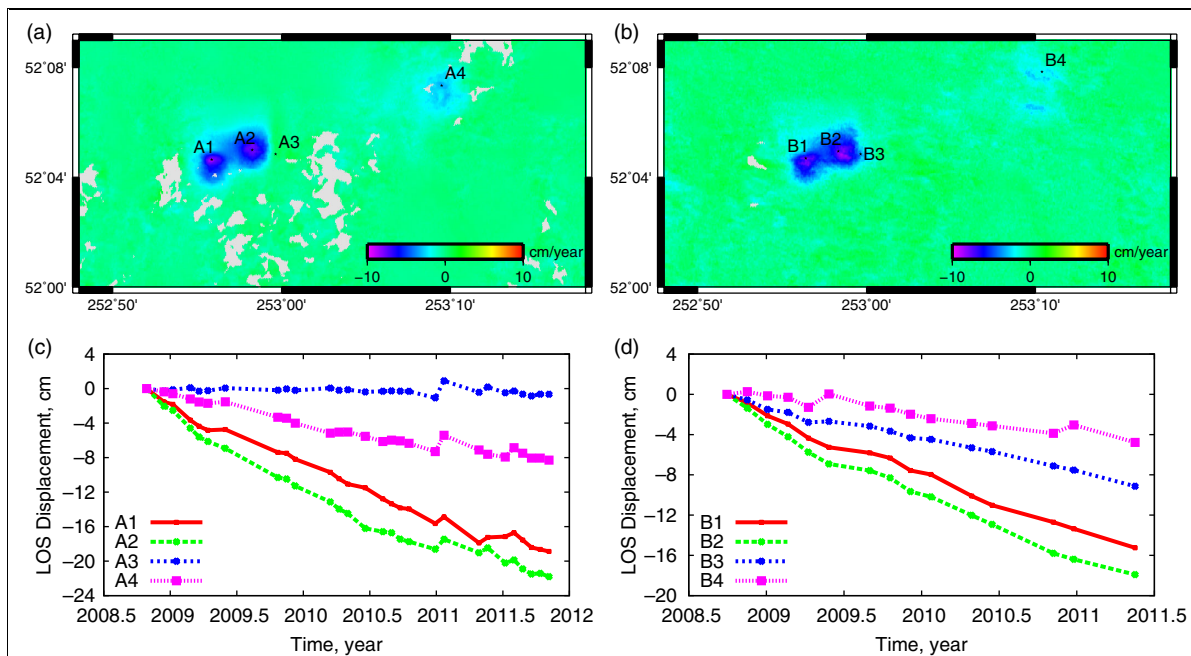 (a)
(b)
52˚08'
52˚04'
52˚00'
A1
A2
A3
A4
cm/year
−10 0 10
252˚50' 253˚00' 253˚10'
52˚08'
52˚04'
52˚00'
B1
B2
B3
B4
cm/year
−10 0 10
252˚50' 253˚00' 253˚10'
(c)
LOS Displacement, cm
4
0
−4
−8
−12
−16
−20
−24
A1
A2
A3
A4
2008.5 2009 2009.5 2010 2010.5 2011 2011.5 2012
Time, year
(d)
LOS Displacement, cm
4
0
−4
−8
−12
−16
−20
B1
B2
B3
B4
2008.5 2009 2009.5 2010 2010.5 2011 2011.5
Time, year